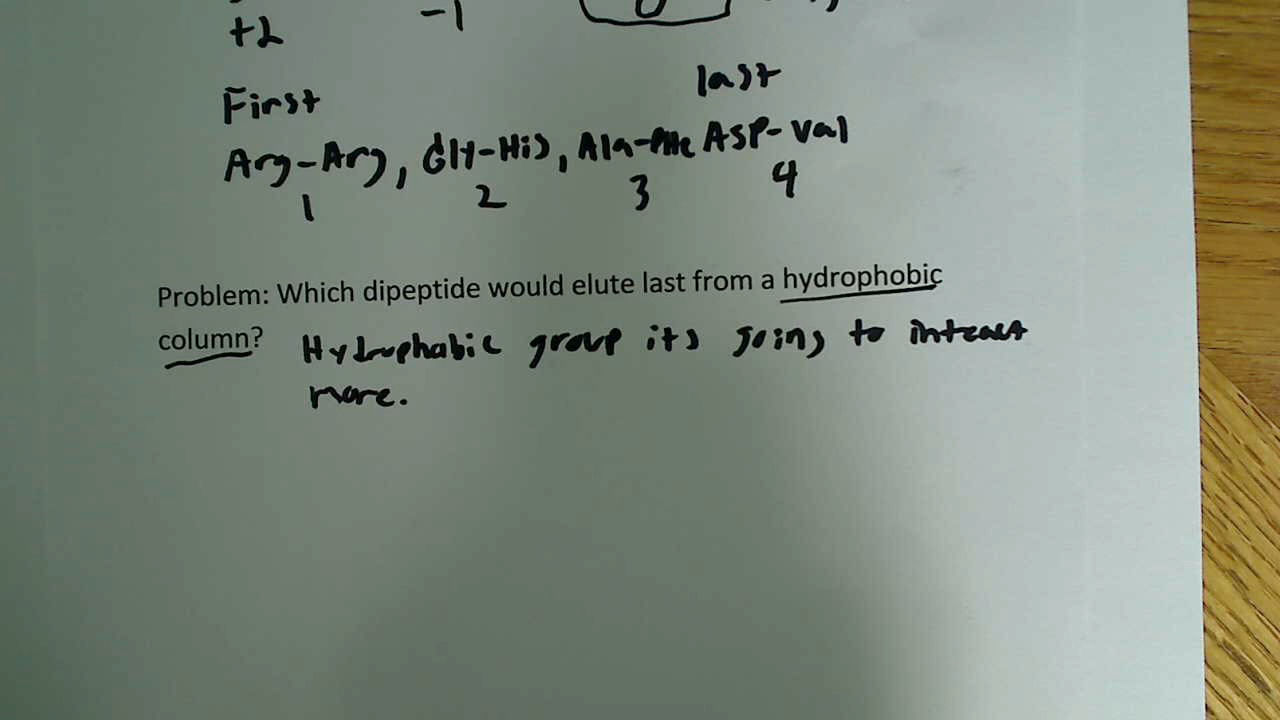 +2 -1
last
First
Arg-Arg, Gly-His, Ala-Phe Asp-Val
1 2 3 4
Problem: Which dipeptide would elute last from a hydrophobic
column? Hydrophabic group its going to interact
more.